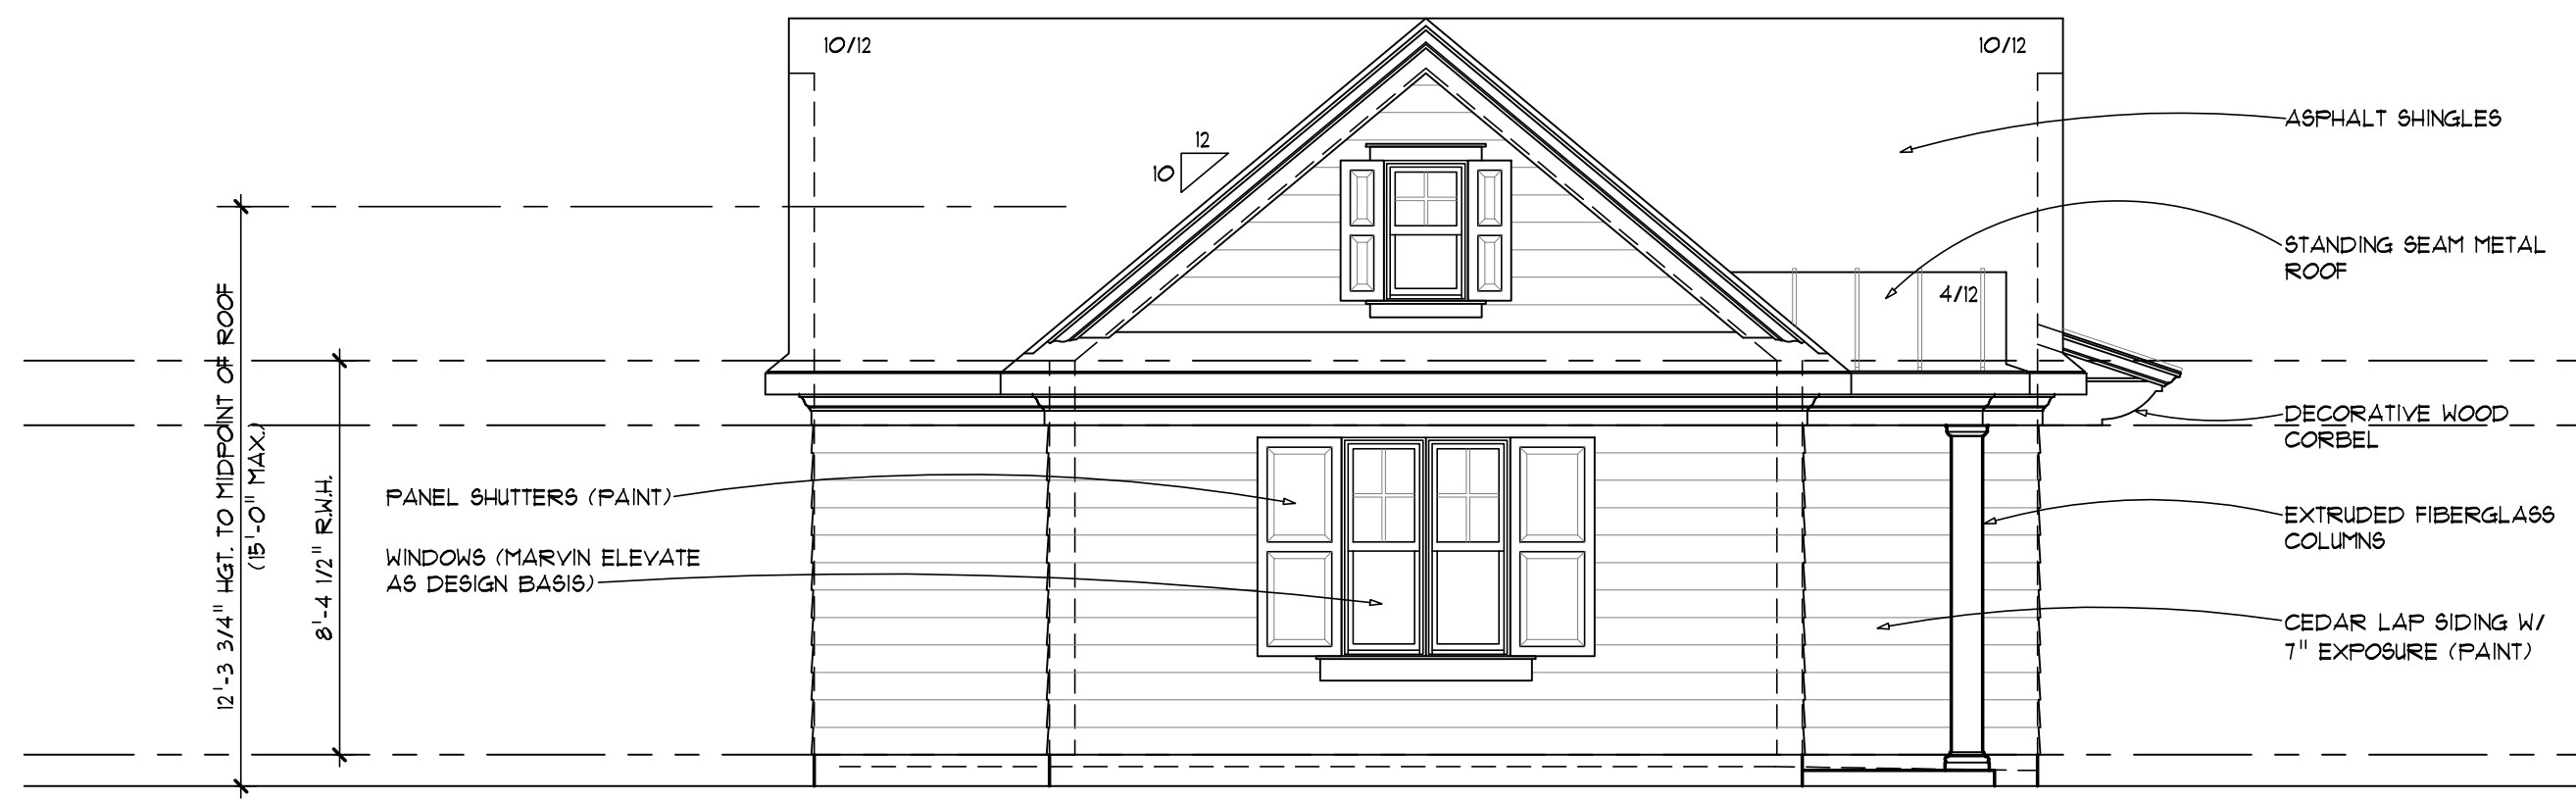 10/12
10/12
12
10
ASPHALT SHINGLES
STANDING SEAM METAL
ROOF
4/12
12'-3 3/4" HGT. TO MIDPOINT OF ROOF
(15'-0" MAX.)
8'-4 1/2" R.W.H.
DECORATIVE WOOD
CORBEL
PANEL SHUTTERS (PAINT)
EXTRUDED FIBERGLASS
COLUMNS
WINDOWS (MARVIN ELEVATE
AS DESIGN BASIS)
CEDAR LAP SIDING W/
7" EXPOSURE (PAINT)